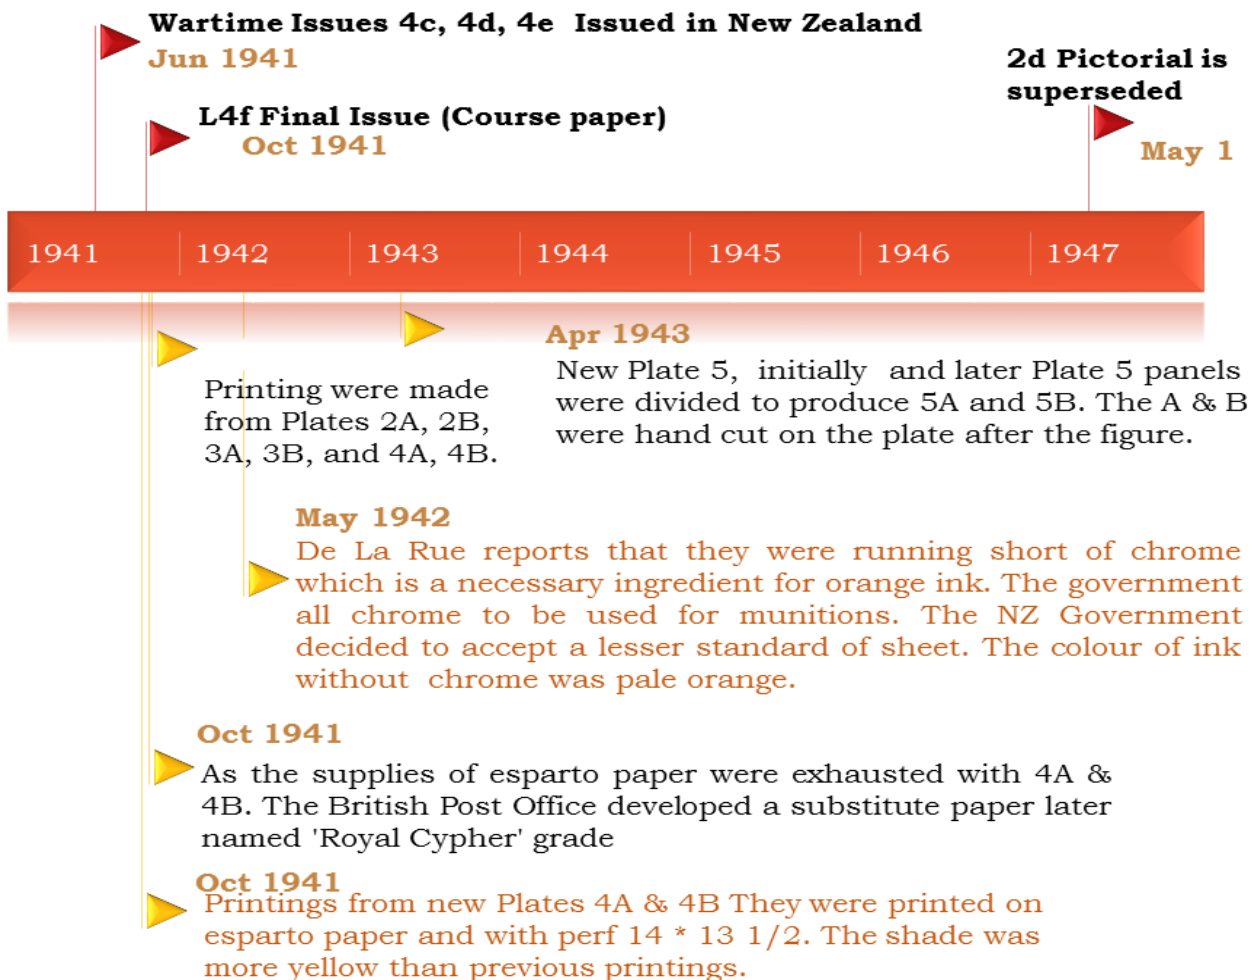 Wartime Issues 4c, 4d, 4e Issued in New Zealand
Jun 1941
2d Pictorial is
superseded
May 1
L4f Final Issue (Course paper)
Oct 1941
1941
1942
1943
1944
1945
1946
1947
Printing were made
from Plates 2A, 2B,
3A, 3B, and 4A, 4B.
Apr 1943
New Plate 5, initially and later Plate 5 panels
were divided to produce 5A and 5B. The A & B
were hand cut on the plate after the figure.
May 1942
De La Rue reports that they were running short of chrome
which is a necessary ingredient for orange ink. The government
all chrome to be used for munitions. The NZ Government
decided to accept a lesser standard of sheet. The colour of ink
without chrome was pale orange.
Oct 1941
As the supplies of esparto paper were exhausted with 4A &
4B. The British Post Office developed a substitute paper later
named 'Royal Cypher' grade
Oct 1941
Printings from new Plates 4A & 4B They were printed on
esparto paper and with perf 14 * 13 1/2. The shade was
more yellow than previous printings.